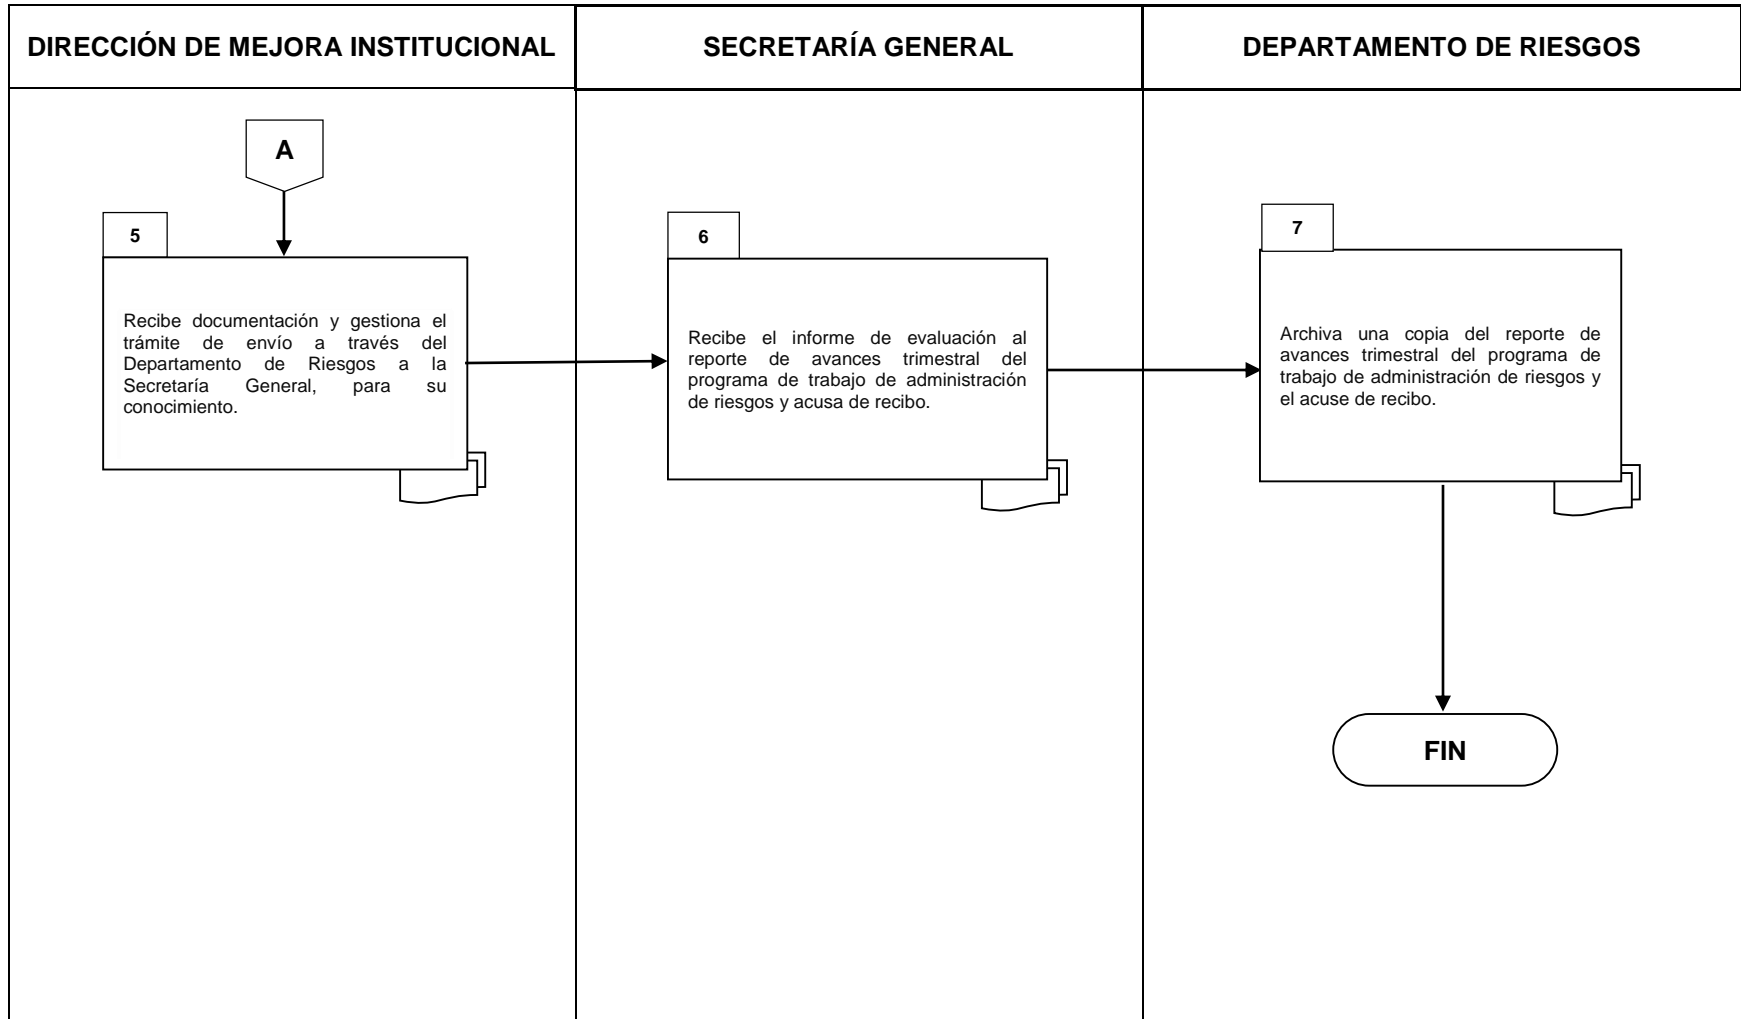 DIRECCIÓN DE MEJORA INSTITUCIONAL
SECRETARÍA GENERAL
DEPARTAMENTO DE RIESGOS
A
5
Recibe documentación y gestiona el
trámite de envío a través del
Departamento de Riesgos a la
Secretaría General, para su
conocimiento.
6
Recibe el informe de evaluación al
reporte de avances trimestral del
programa de trabajo de administración
de riesgos y acusa de recibo.
7
Archiva una copia del reporte de
avances trimestral del programa de
trabajo de administración de riesgos y
el acuse de recibo.
FIN